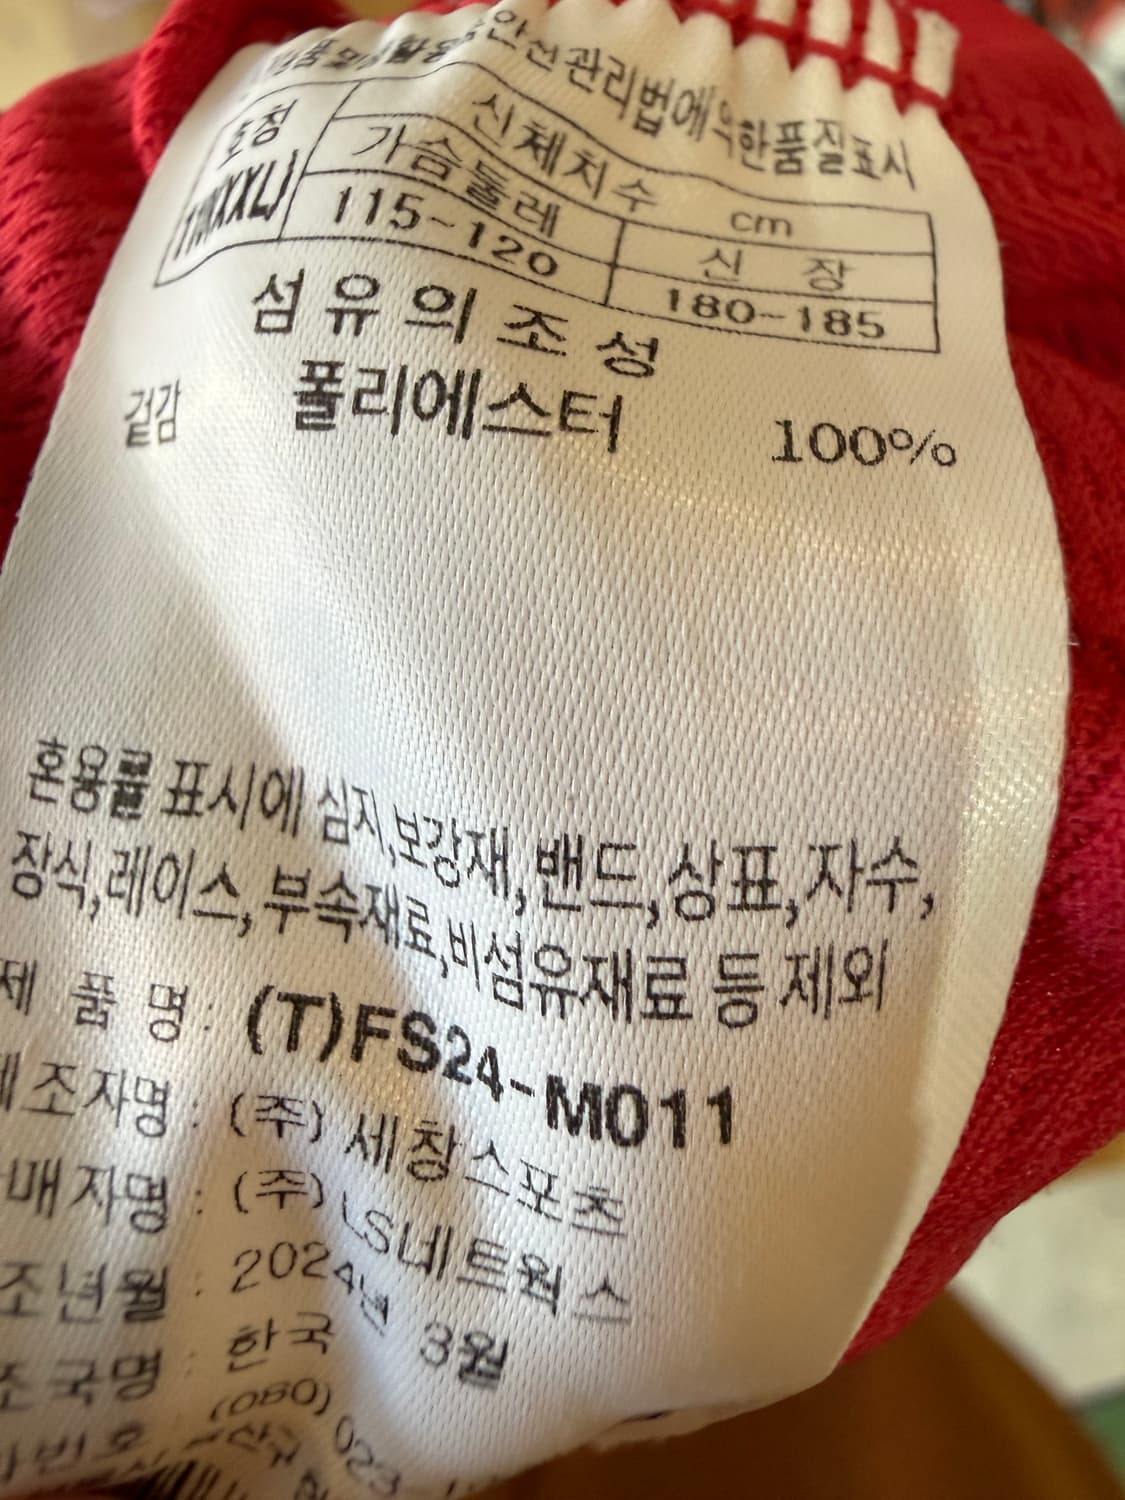 안전관리법에 의한 품질표시
호칭 신체치수 cm
가슴둘레 신 장
115~120 180~185
섬유의 조성
겉감 폴리에스터 100%
혼용률 표시에 심지,보강재,밴드,상표,자수,
장식,레이스,부속재료,비섬유재료 등 제외
제 품 명 : (T)FS24-M011
제조자명 : (주)세창스포츠
판매자명 : (주)LS네트웍스
제조년월 : 2024년 3월
제조국명 : 한국
(080) 023